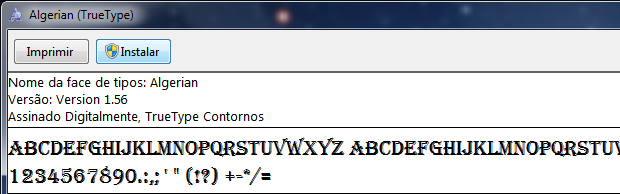 Algerian (TrueType)
Imprimir Instalar
Nome da face de tipos: Algerian
Versão: Version 1.56
Assinado Digitalmente, TrueType Contornos
ABCDEFGHIJKLMNOPQRSTUVWXYZ ABCDEFGHIJKLMNOPQRSTUV
1234567890.:,; ' " (!?) +-*/=